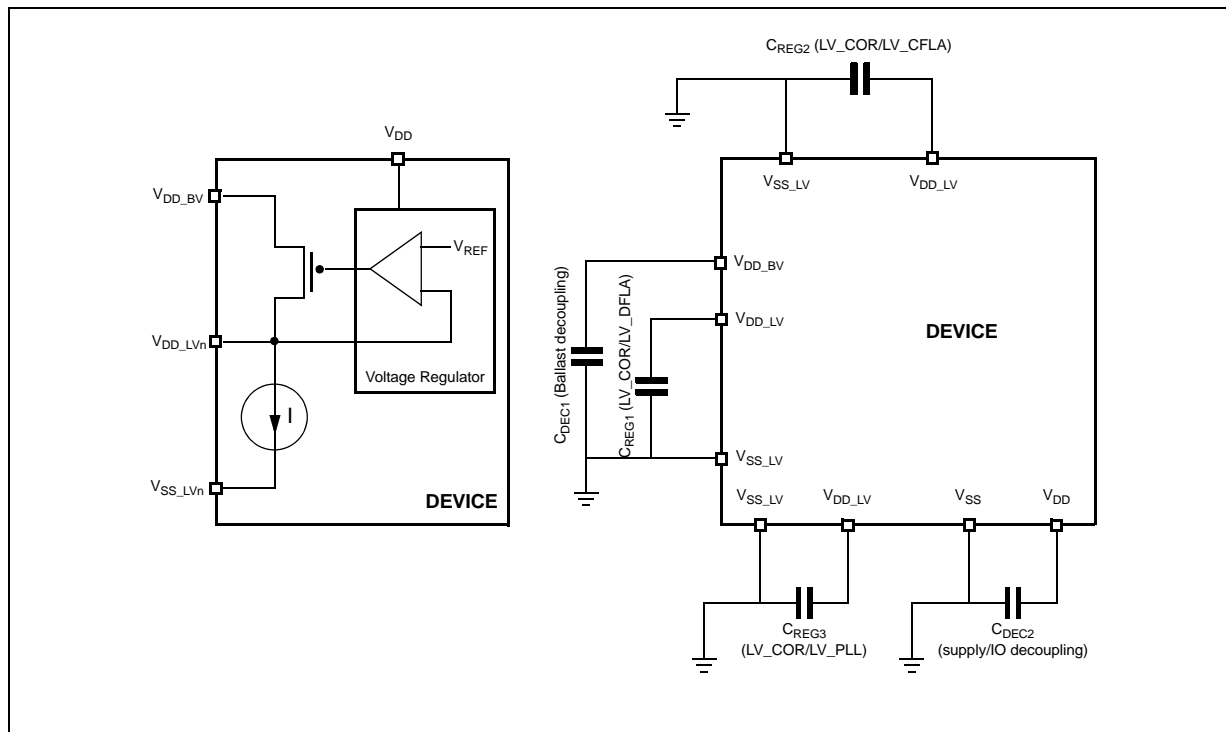 V_DD
V_DD_BV
V_REF
V_DD_LVn
Voltage Regulator
I
V_SS_LVn
DEVICE
C_REG2 (LV_COR/LV_CFLA)
V_SS_LV
V_DD_LV
V_DD_BV
V_DD_LV
DEVICE
C_DEC1 (Ballast decoupling)
C_REG1 (LV_COR/LV_DFLA)
V_SS_LV
V_SS_LV
V_DD_LV
V_SS
V_DD
C_REG3
(LV_COR/LV_PLL)
C_DEC2
(supply/IO decoupling)